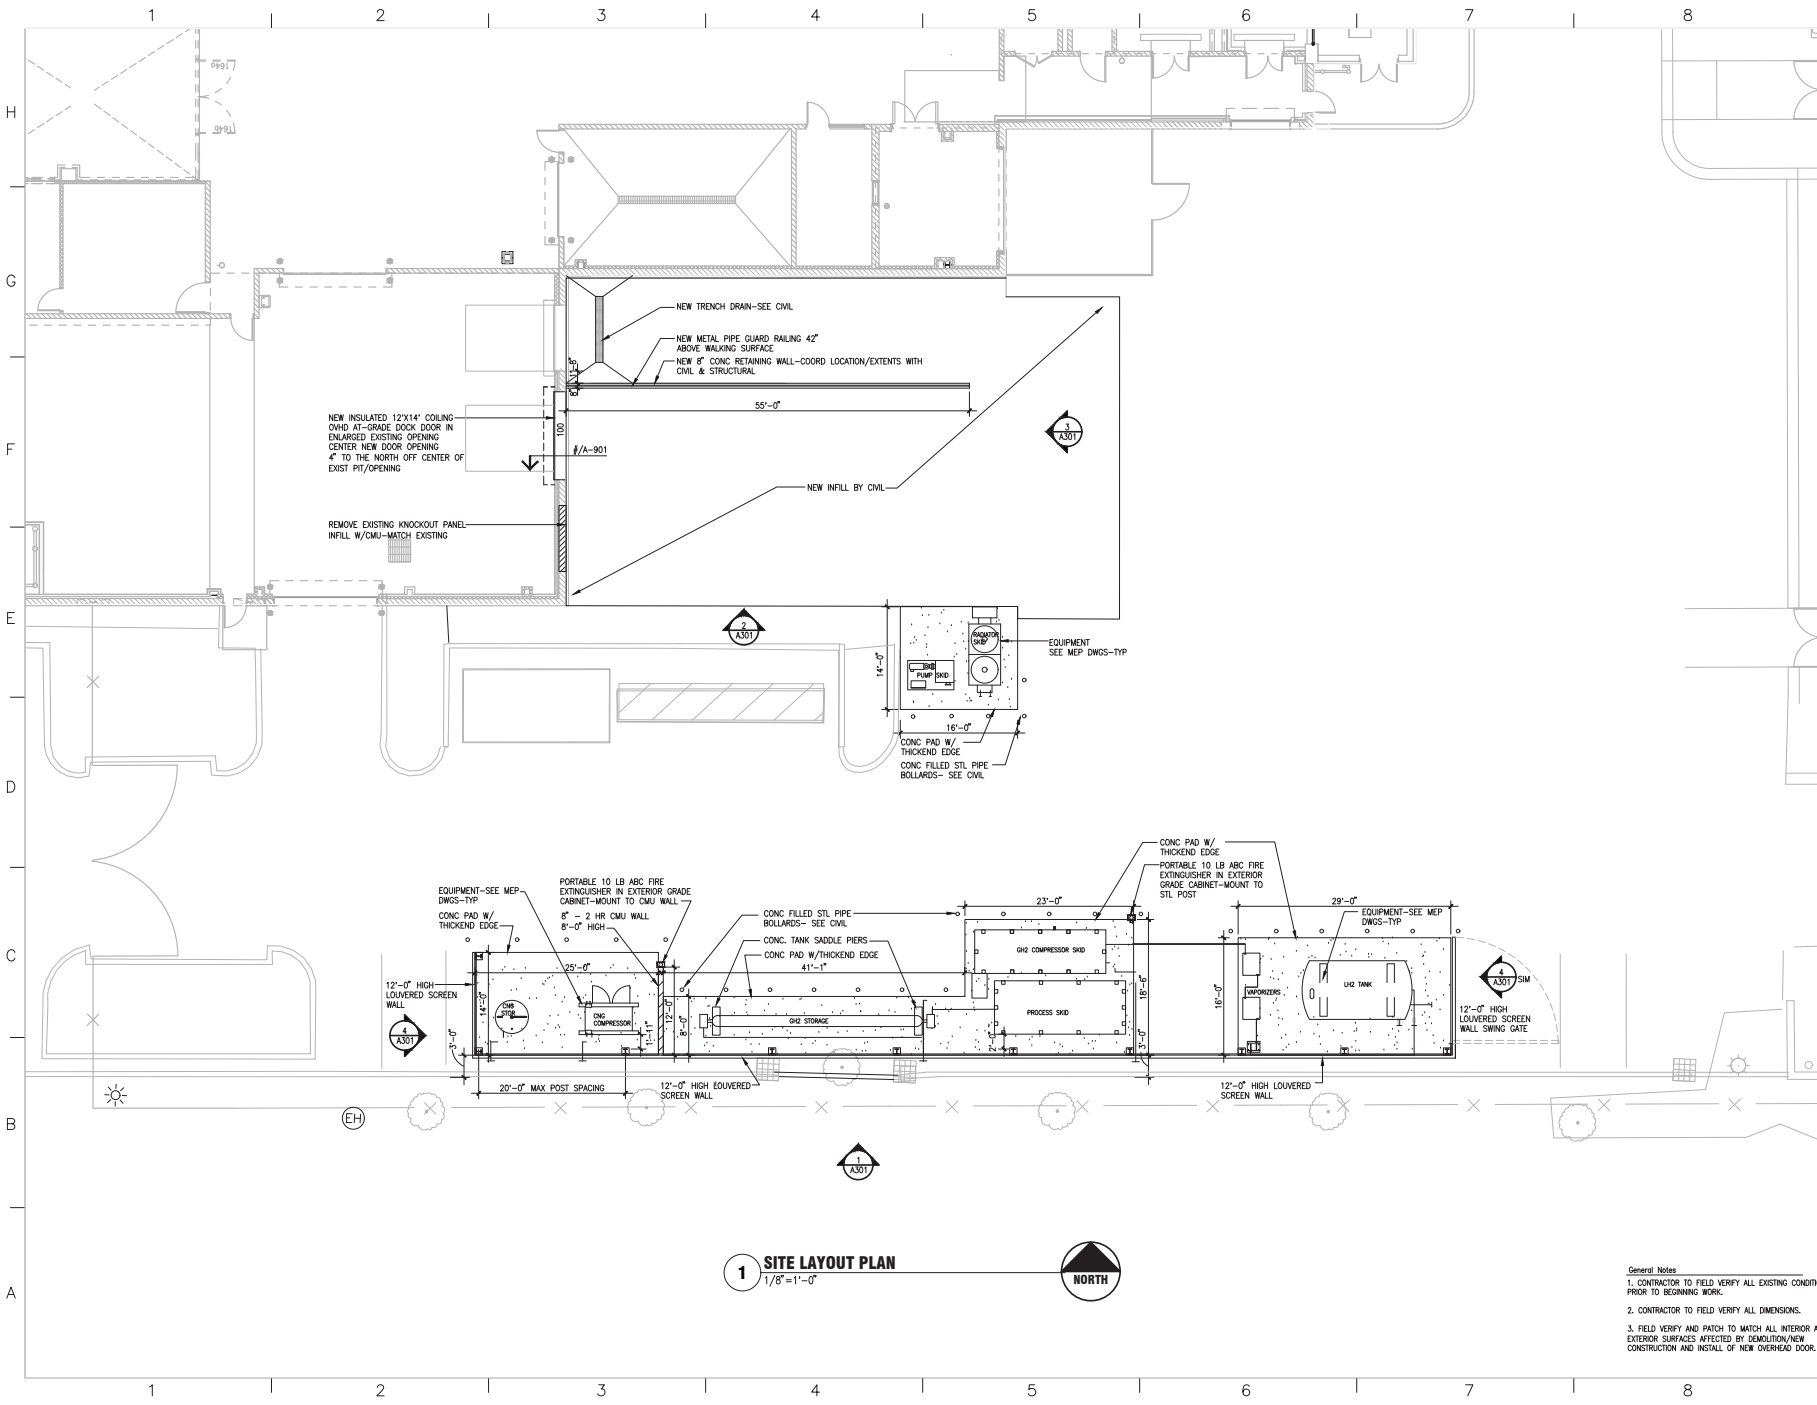 1 2 3 4 5 6 7 8
H
G
F
E
D
C
B
A
164a
164b
NEW TRENCH DRAIN-SEE CIVIL
NEW METAL PIPE GUARD RAILING 42"
ABOVE WALKING SURFACE
NEW 8" CONC RETAINING WALL-COORD LOCATION/EXTENTS WITH
CIVIL & STRUCTURAL
8"
55'-0"
NEW INSULATED 12'X14' COILING
OVHD AT-GRADE DOCK DOOR IN
ENLARGED EXISTING OPENING
CENTER NEW DOOR OPENING
4" TO THE NORTH OFF CENTER OF
EXIST PIT/OPENING
100
#/A-901
3
A301
NEW INFILL BY CIVIL
REMOVE EXISTING KNOCKOUT PANEL
INFILL W/CMU-MATCH EXISTING
2
A301
14'-0"
RADIATOR
SKID
PUMP SKID
EQUIPMENT
SEE MEP DWGS-TYP
16'-0"
CONC PAD W/
THICKEND EDGE
CONC FILLED STL PIPE
BOLLARDS- SEE CIVIL
CONC PAD W/
THICKEND EDGE
PORTABLE 10 LB ABC FIRE
EXTINGUISHER IN EXTERIOR
GRADE CABINET-MOUNT TO
STL POST
EQUIPMENT-SEE MEP
DWGS-TYP
CONC PAD W/
THICKEND EDGE
PORTABLE 10 LB ABC FIRE
EXTINGUISHER IN EXTERIOR GRADE
CABINET-MOUNT TO CMU WALL
8" - 2 HR CMU WALL
8'-0" HIGH
CONC FILLED STL PIPE
BOLLARDS- SEE CIVIL
CONC. TANK SADDLE PIERS
CONC PAD W/THICKEND EDGE
23'-0"
29'-0"
EQUIPMENT-SEE MEP
DWGS-TYP
25'-0"
41'-1"
GH2 COMPRESSOR SKID
12'-0" HIGH
LOUVERED SCREEN
WALL
4
A301
14'-0"
3'-0"
CNG
STOR
CNG
COMPRESSOR
1'-11"
12'-0"
8'-0"
GH2 STORAGE
PROCESS SKID
18'-6"
3'-0"
16'-0"
VAPORIZERS
LH2 TANK
4
A301
SIM
12'-0" HIGH
LOUVERED SCREEN
WALL SWING GATE
20'-0" MAX POST SPACING
12'-0" HIGH LOUVERED
SCREEN WALL
12'-0" HIGH LOUVERED
SCREEN WALL
EH
1
A301
1
SITE LAYOUT PLAN
1/8"=1'-0"
NORTH
General Notes
1. CONTRACTOR TO FIELD VERIFY ALL EXISTING
PRIOR TO BEGINNING WORK.
2. CONTRACTOR TO FIELD VERIFY ALL DIMENSIONS.
3. FIELD VERIFY AND PATCH TO MATCH ALL INTERIOR
EXTERIOR SURFACES AFFECTED BY DEMOLITION/NEW
CONSTRUCTION AND INSTALL OF NEW OVERHEAD DOOR.
1 2 3 4 5 6 7 8